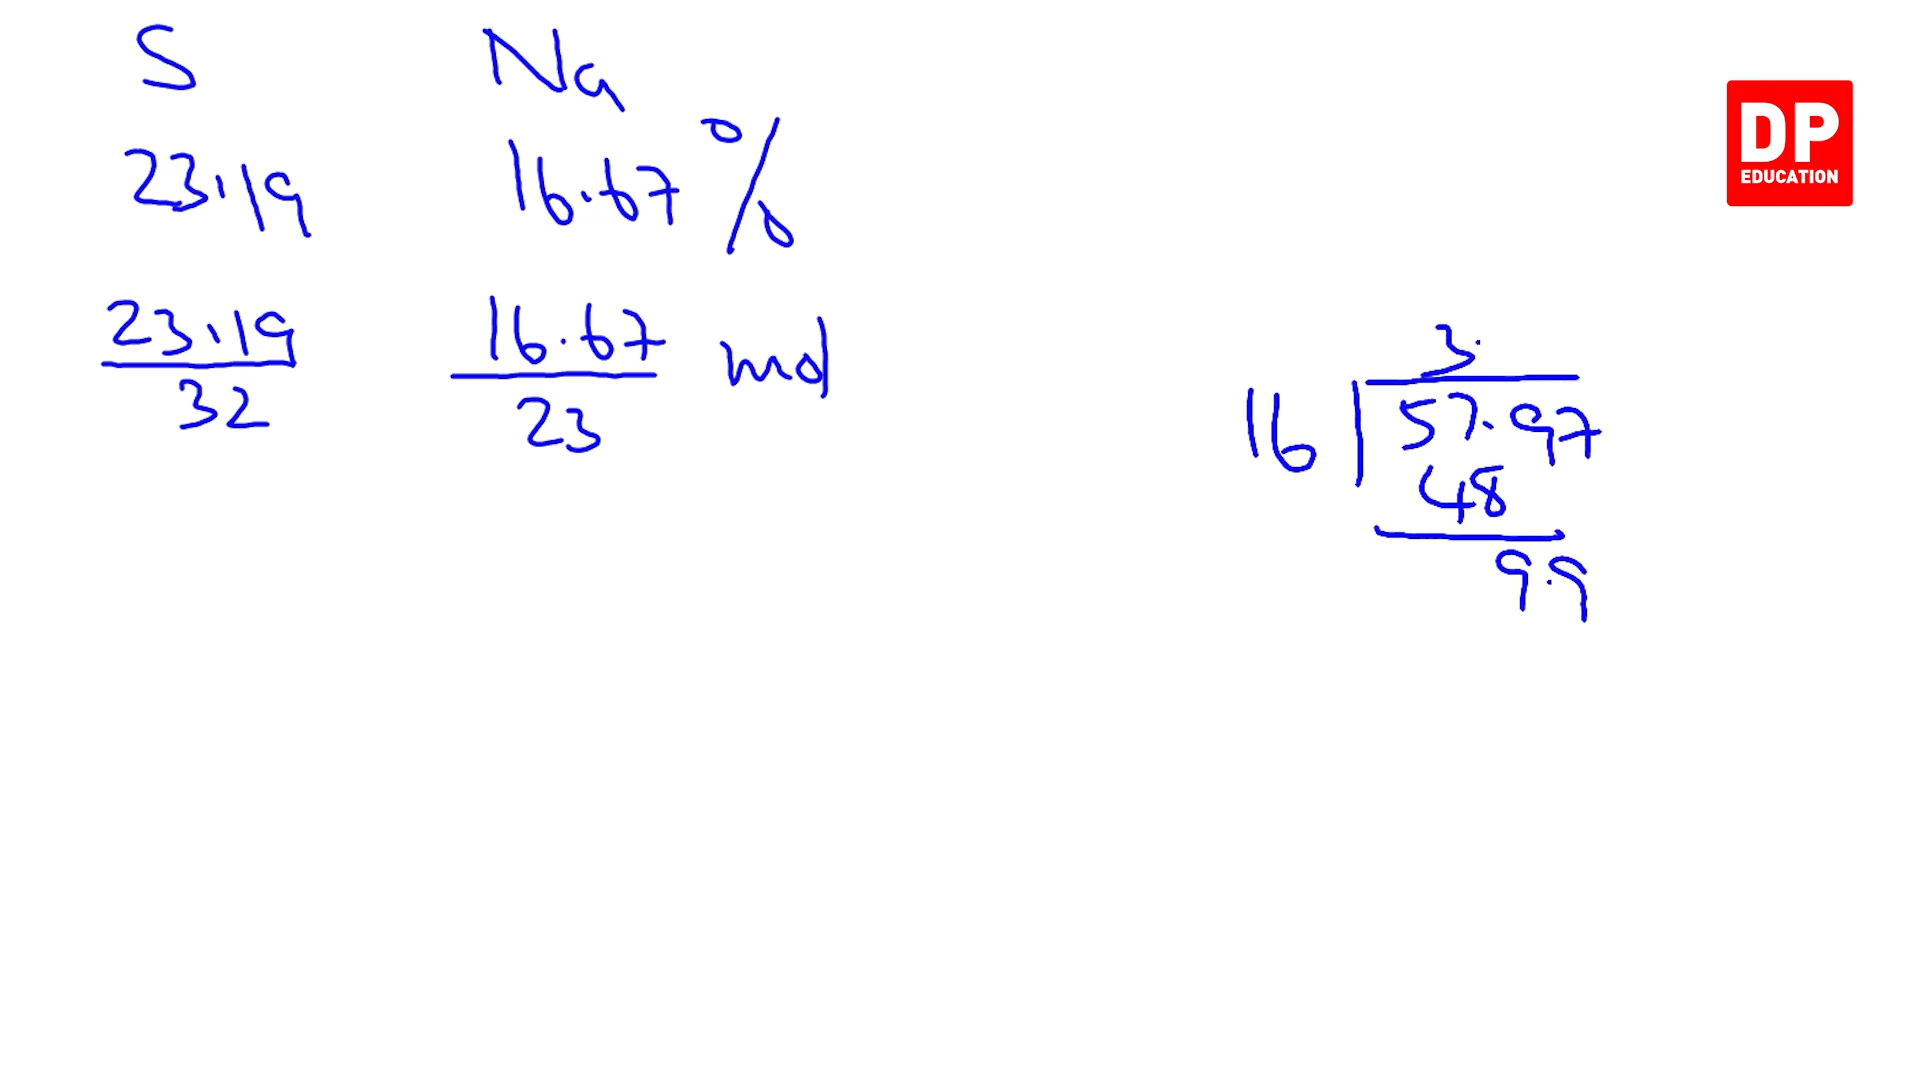 S Na
23.19 16.67 %
23.19 16.67 mol
32 23
DP
EDUCATION
3.
16 57.97
48
9.9